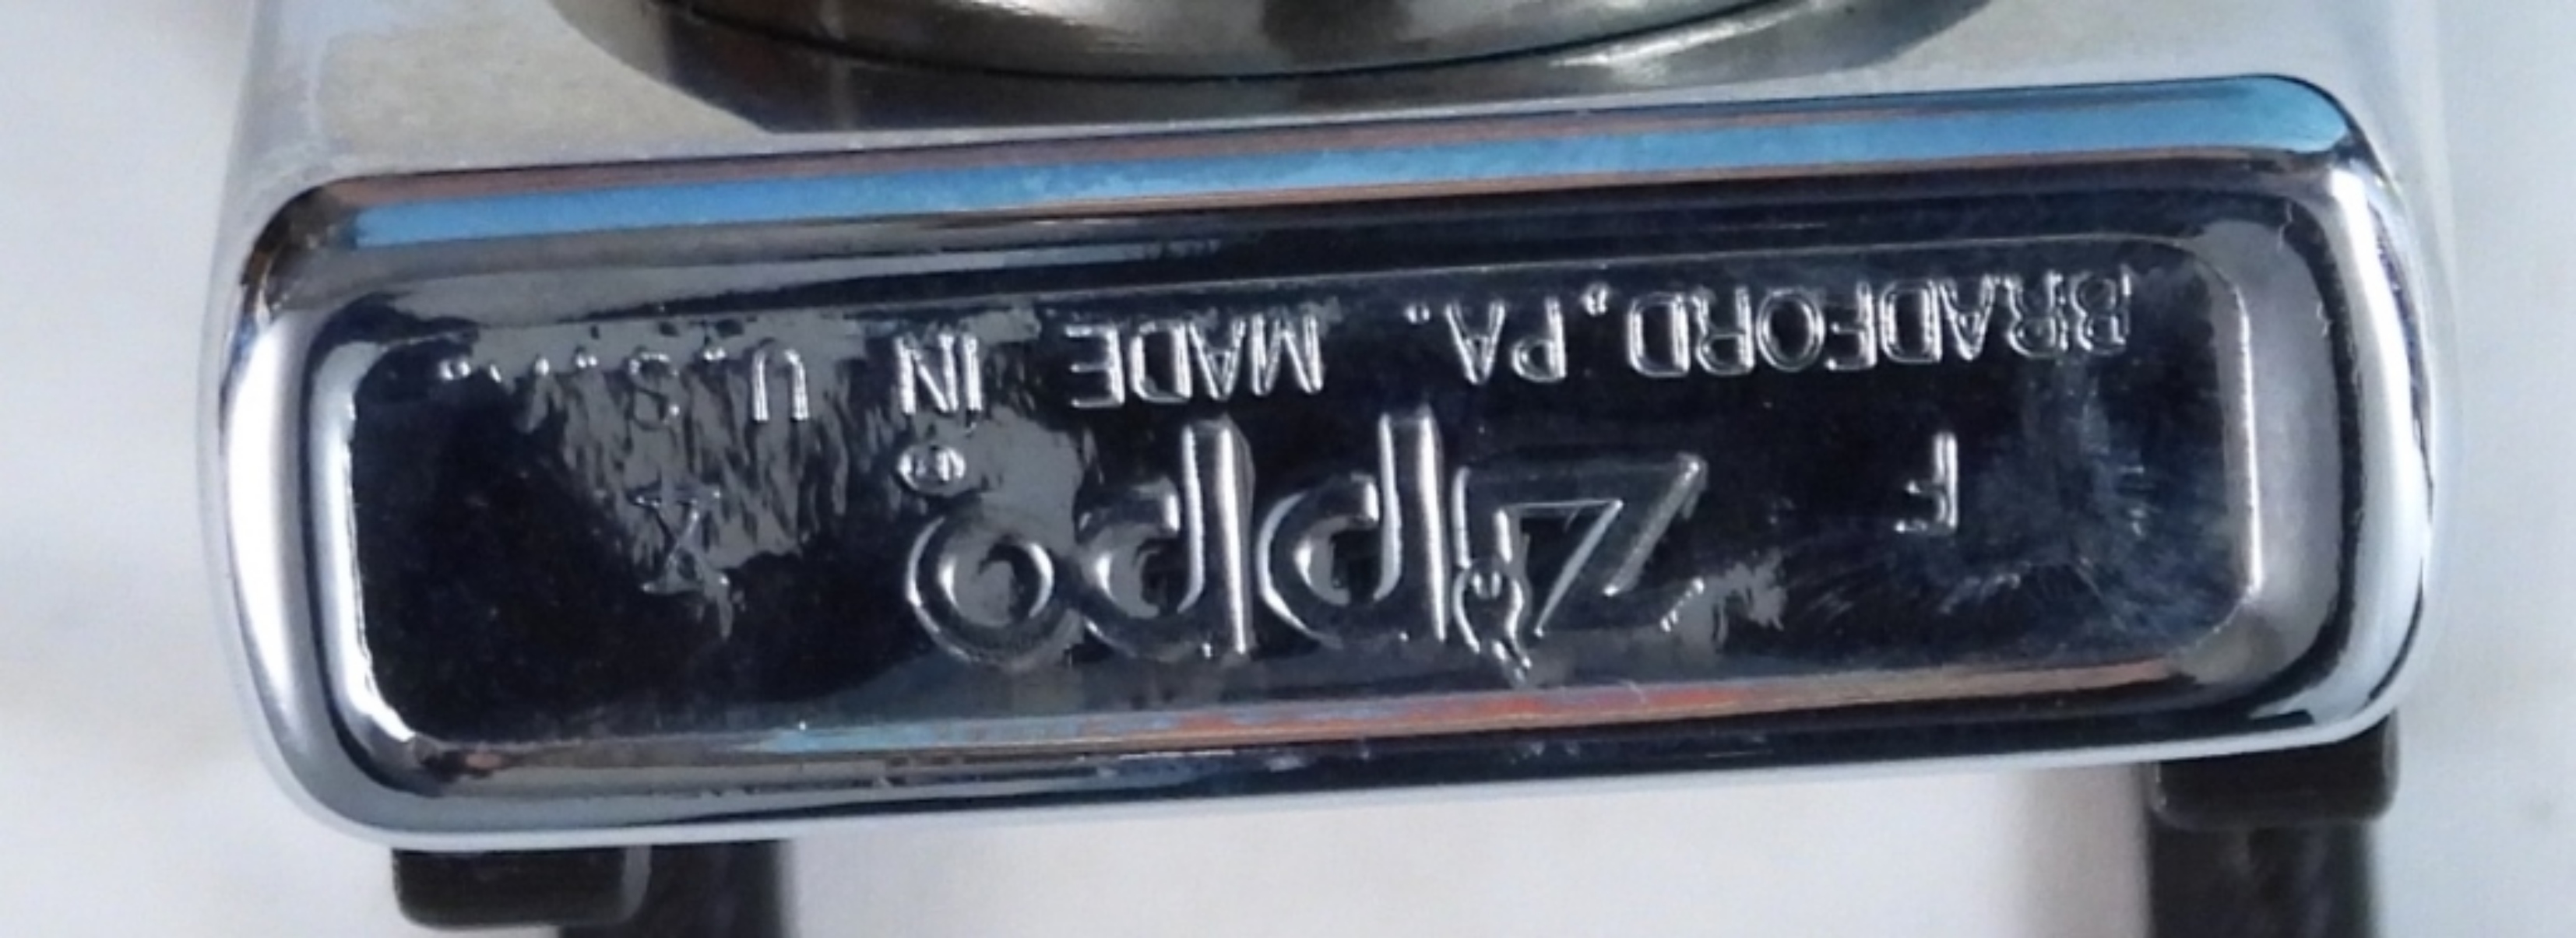 F Zippo® X
BRADFORD, PA. MADE IN U.S.A.